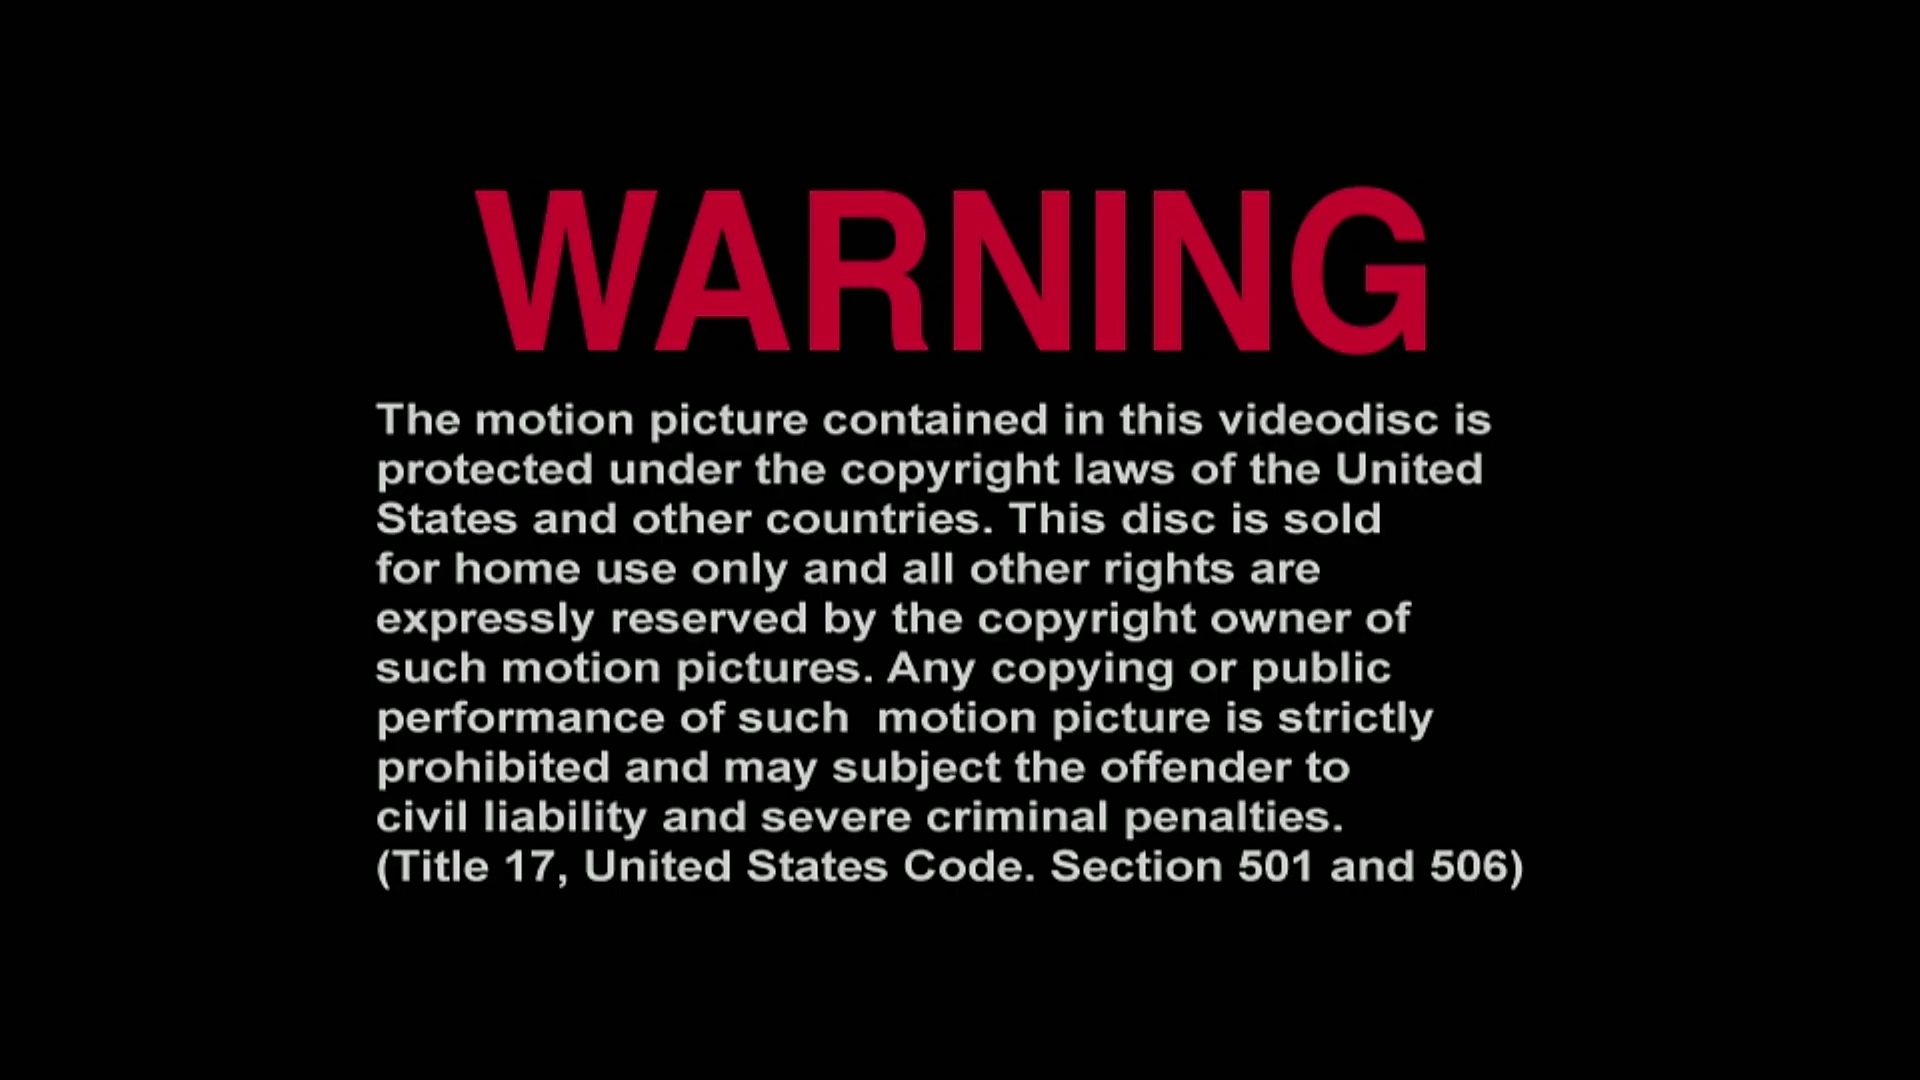 WARNING
The motion picture contained in this videodisc is
protected under the copyright laws of the United
States and other countries. This disc is sold
for home use only and all other rights are
expressly reserved by the copyright owner of
such motion pictures. Any copying or public
performance of such  motion picture is strictly
prohibited and may subject the offender to
civil liability and severe criminal penalties.
(Title 17, United States Code. Section 501 and 506)